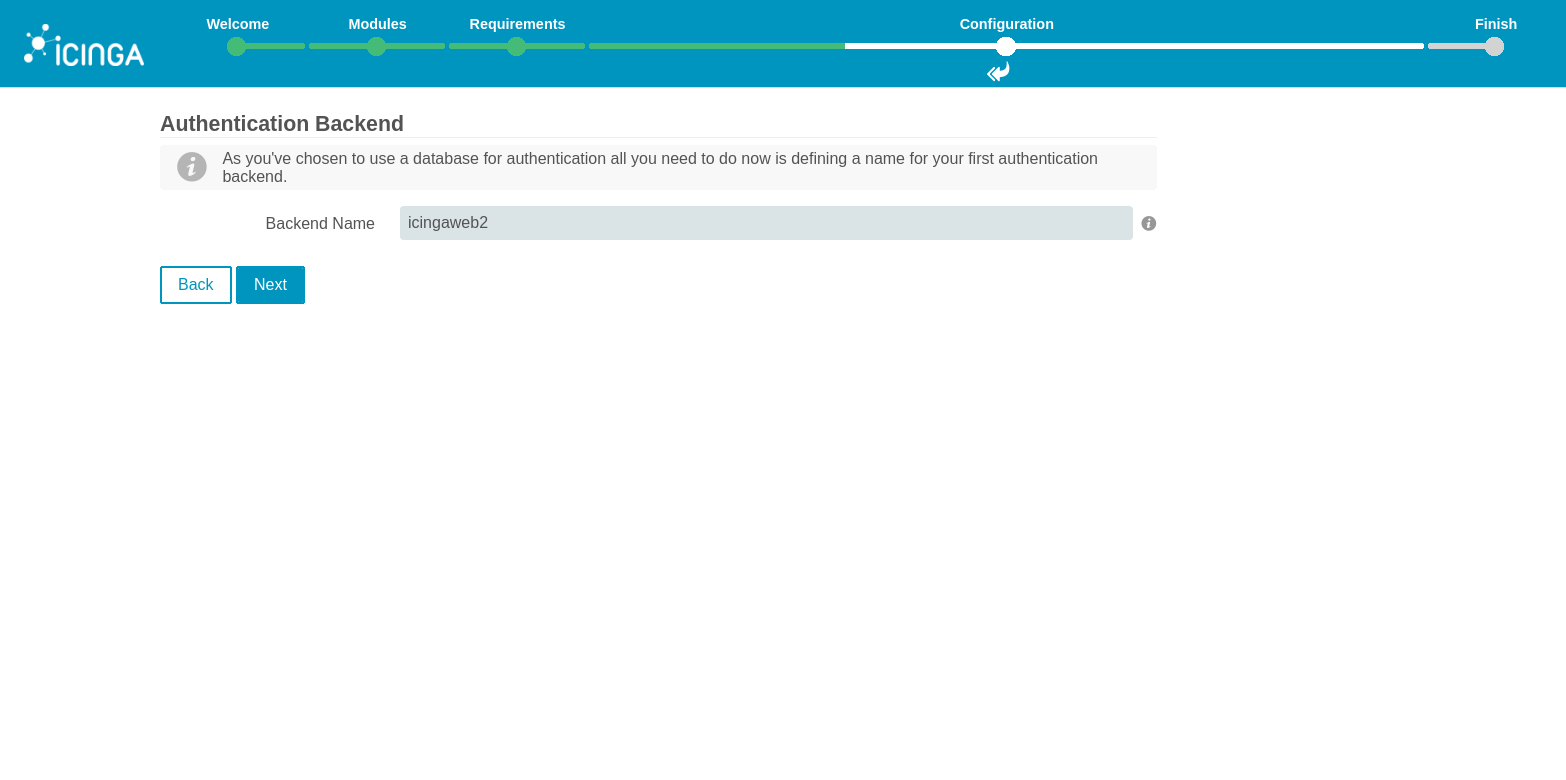 ICINGA
Welcome
Modules
Requirements
Configuration
Finish
Authentication Backend
As you've chosen to use a database for authentication all you need to do now is defining a name for your first authentication
backend.
Backend Name
icingaweb2
Back
Next